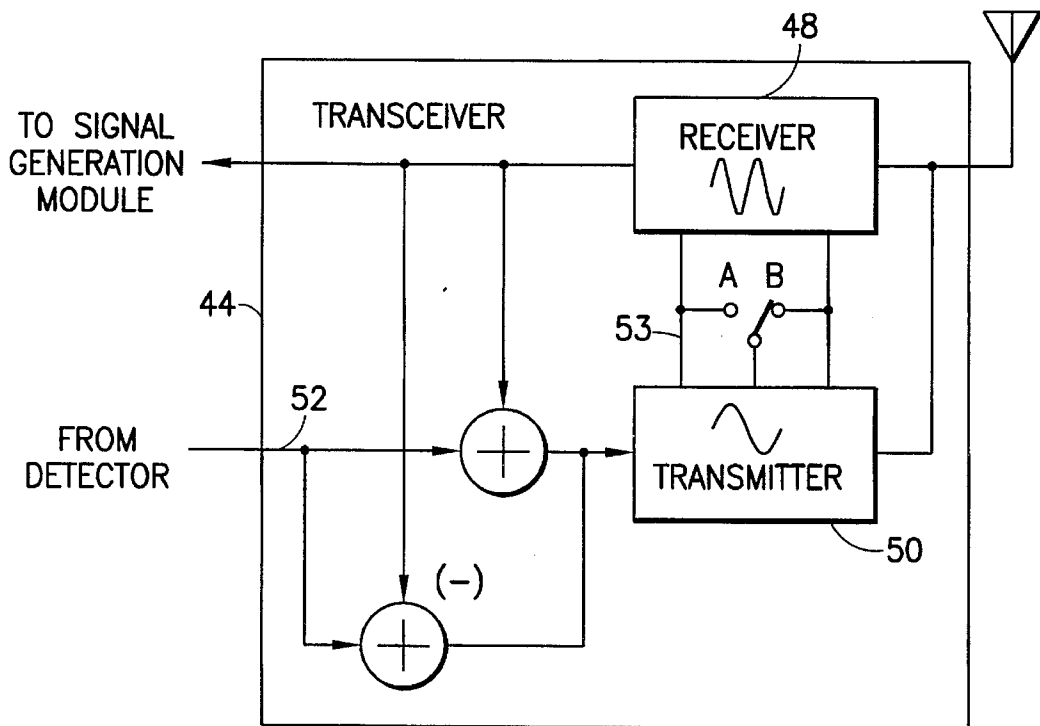 48
TRANSCEIVER
TO SIGNAL
GENERATION
MODULE
RECEIVER
A B
44
53
52
FROM
DETECTOR
TRANSMITTER
50
(-)